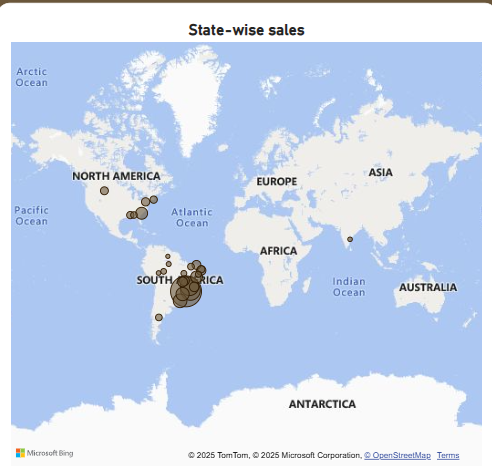 State-wise sales
Arctic
Ocean
NORTH AMERICA
EUROPE
ASIA
Pacific
Ocean
Atlantic
Ocean
AFRICA
SOUTH
Indian
Ocean
AUSTRALIA
ANTARCTICA
Microsoft Bing
© 2025 TomTom, © 2025 Microsoft Corporation, © OpenStreetMap Terms